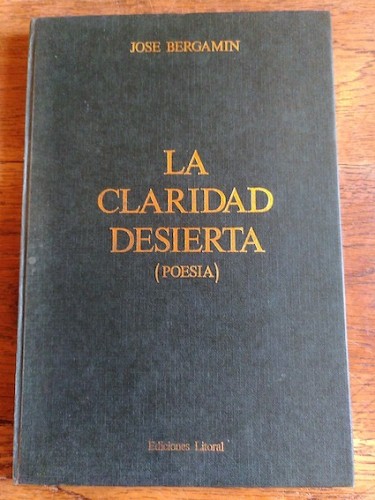 JOSE BERGAMIN
LA
CLARIDAD
DESIERTA
(POESIA)
Ediciones Litoral